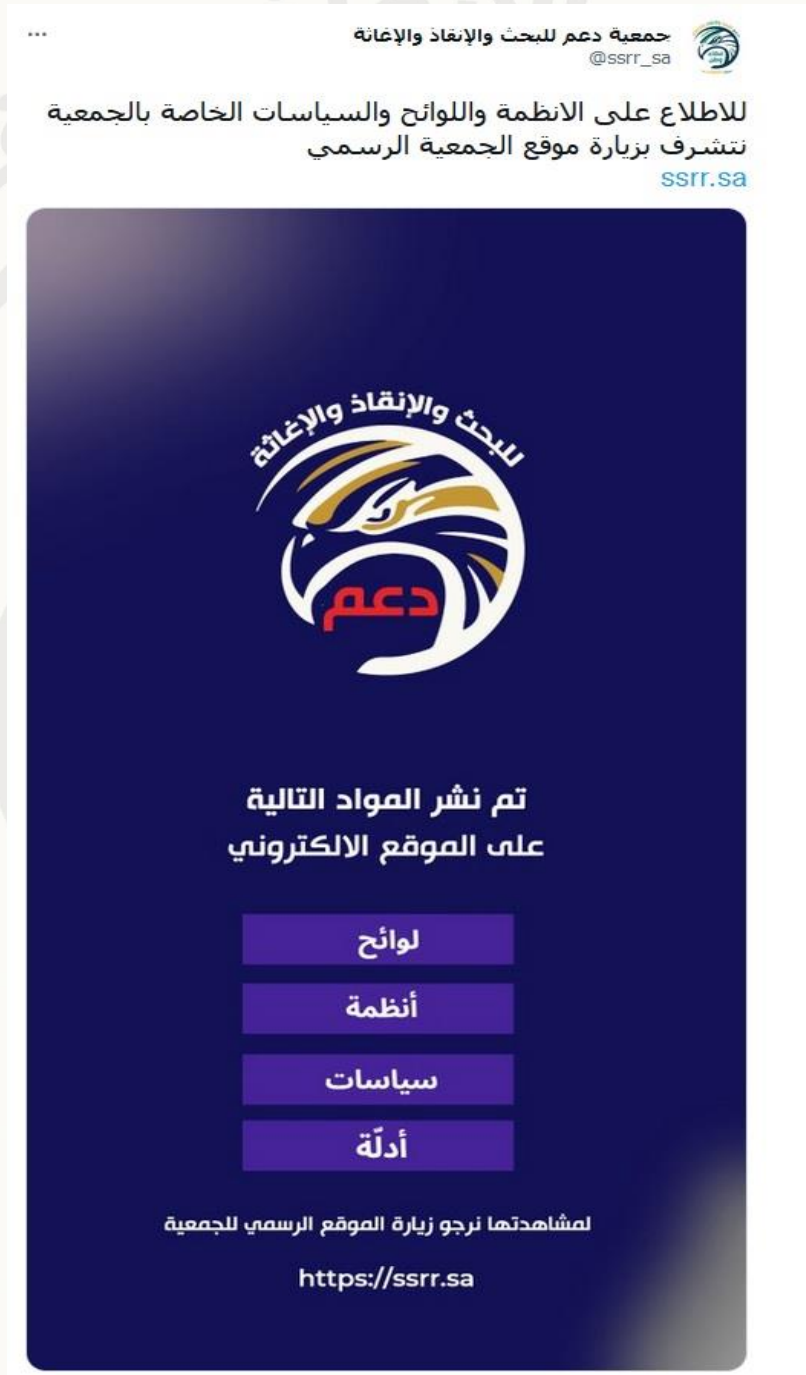 جمعية دعم للبحث والإنقاذ والإغاثة
@ssrr_sa
للاطلاع على الانظمة واللوائح والسياسات الخاصة بالجمعية
نتشرف بزيارة موقع الجمعية الرسمي
ssrr.sa
للبحث والإنقاذ والإغاثة
دعم
تم نشر المواد التالية
على الموقع الالكتروني
لوائح
أنظمة
سياسات
أدلّة
لمشاهدتها نرجو زيارة الموقع الرسمي للجمعية
https://ssrr.sa